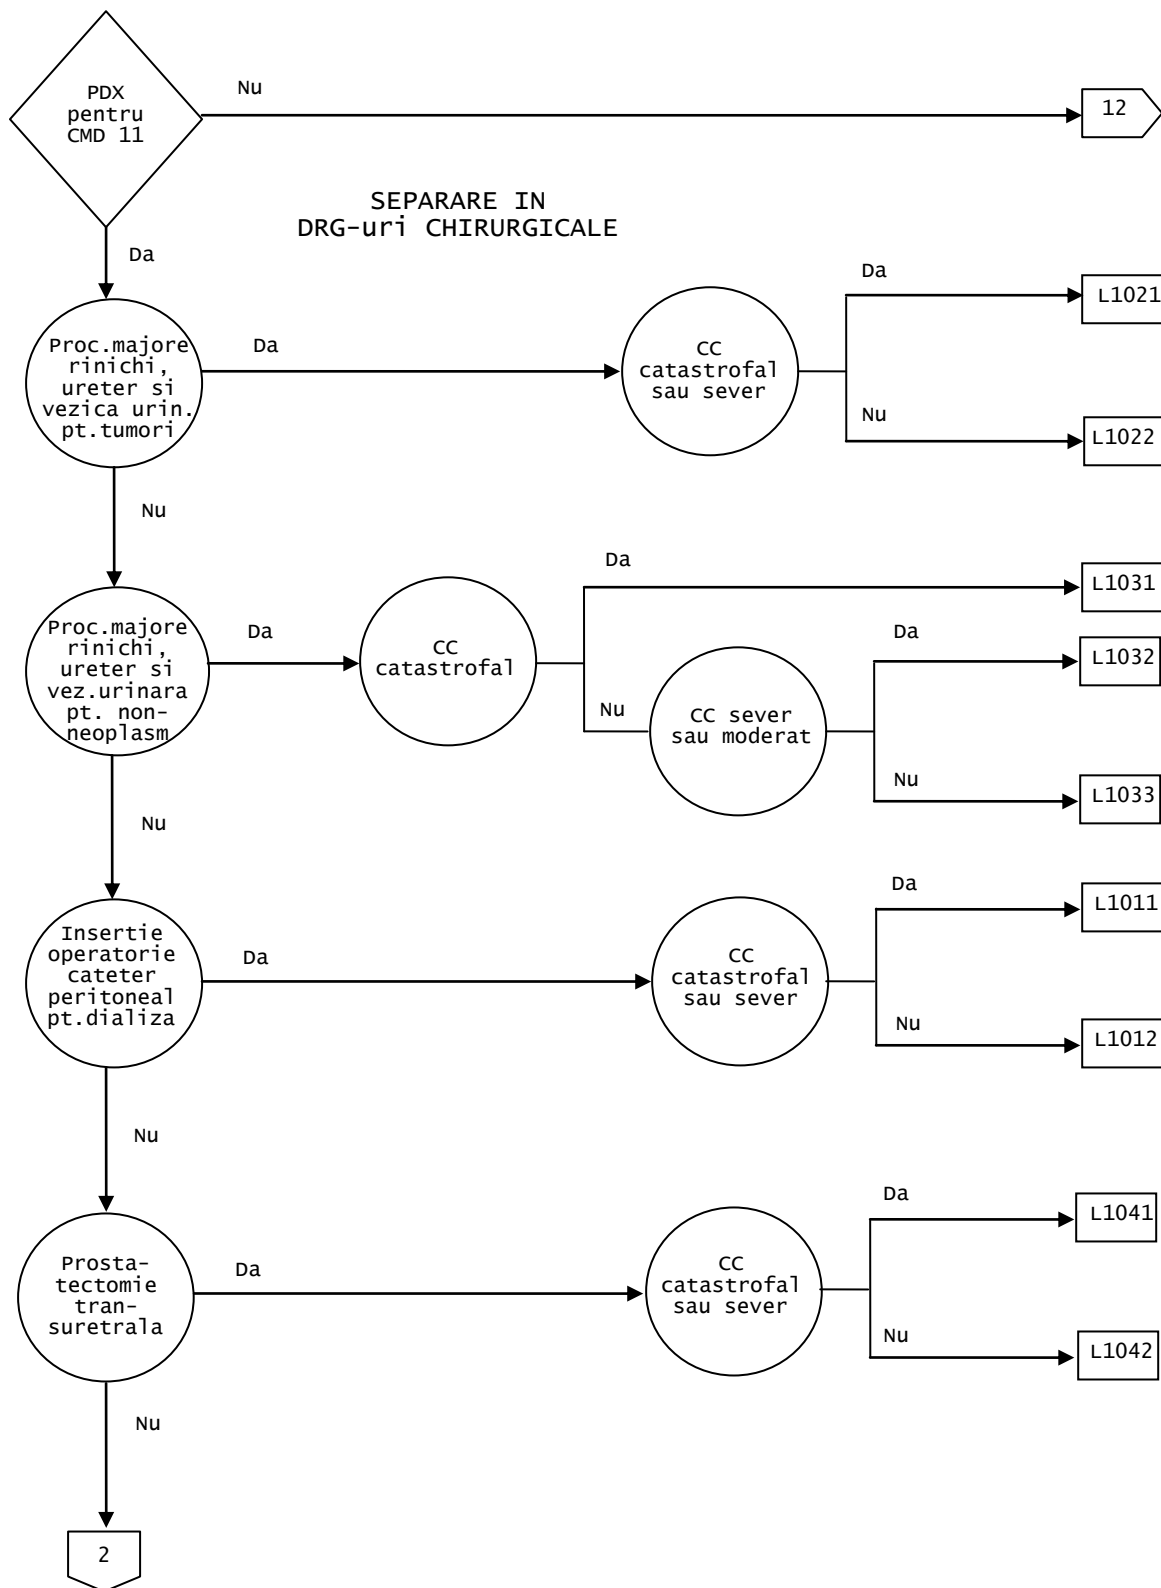 PDX
pentru
CMD 11
Nu
12
SEPARARE IN
DRG-uri CHIRURGICALE
Da
Proc.majore
rinichi,
ureter si
vezica urin.
pt.tumori
Da
CC
catastrofal
sau sever
Da
L1021
Nu
L1022
Nu
Proc.majore
rinichi,
ureter si
vez.urinara
pt. non-
neoplasm
Da
CC
catastrofal
Da
L1031
Nu
CC sever
sau moderat
Da
L1032
Nu
L1033
Nu
Insertie
operatorie
cateter
peritoneal
pt.dializa
Da
CC
catastrofal
sau sever
Da
L1011
Nu
L1012
Nu
Prosta-
tectomie
tran-
suretrala
Da
CC
catastrofal
sau sever
Da
L1041
Nu
L1042
Nu
2